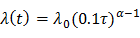 λ(t) = λ₀(0.1τ)^{α−1}